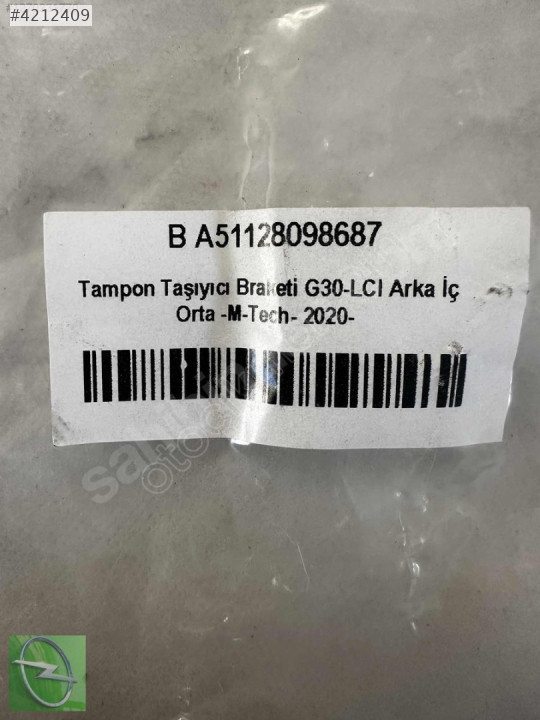 #4212409
B A51128098687
Tampon Taşıyıcı Braketi G30-LCI Arka İç
Orta -M-Tech- 2020-